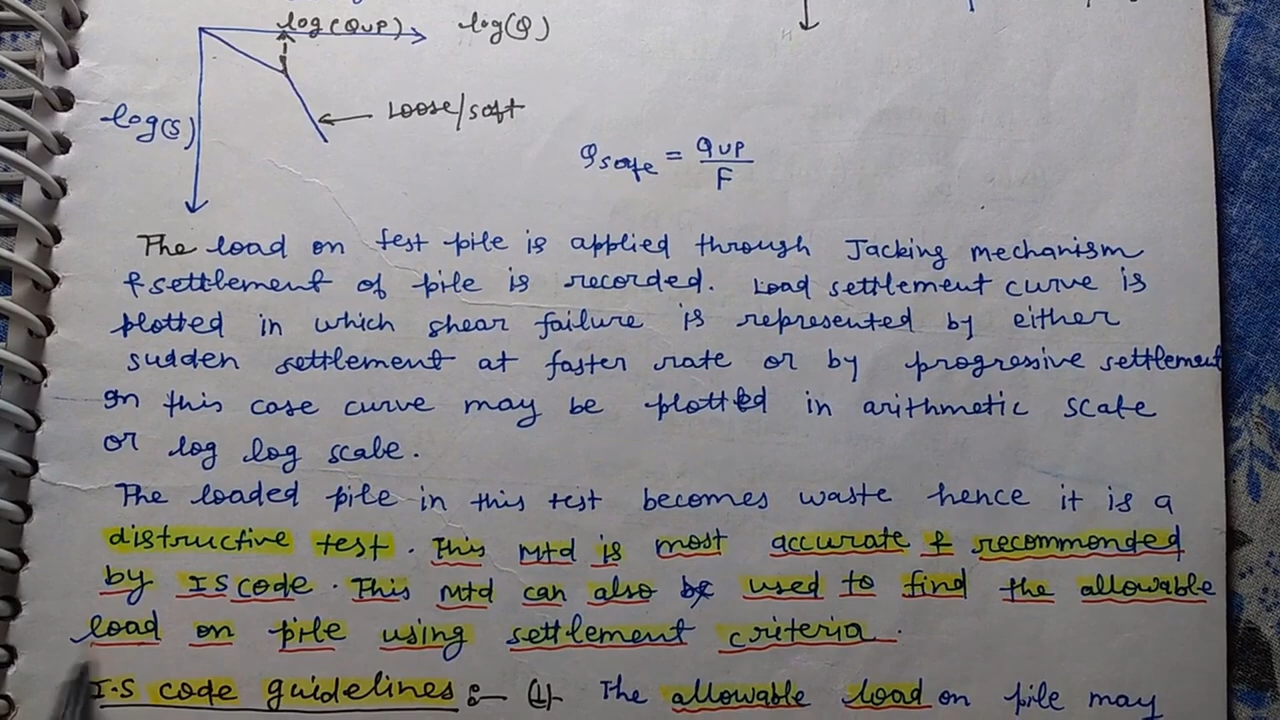 log(QuP) log(Q)
log(S)
Loose/soft
Qsafe = QuP / F
The load on test pile is applied through Jacking mechanism
& settlement of pile is recorded. Load settlement curve is
plotted in which shear failure is represented by either
sudden settlement at faster rate or by progressive settlement
In this case curve may be plotted in arithmetic scale
or log log scale.
The loaded pile in this test becomes waste hence it is a
distructive test. This Mtd is most accurate & recommonded
by IS code. This Mtd can also be used to find the allowable
load on pile using settlement criteria.
I.S code guidelines :- (1) The allowable load on pile may